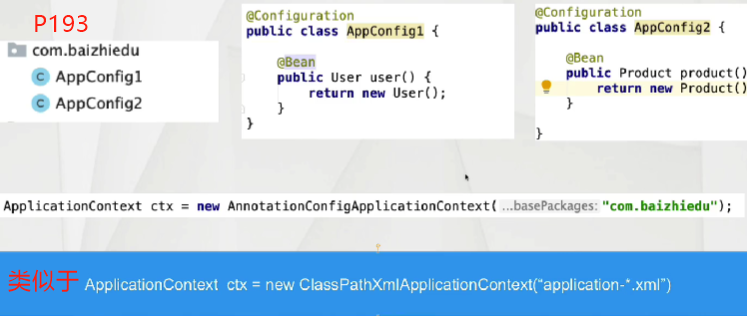 P193
com.baizhiedu
AppConfig1
AppConfig2
@Configuration
public class AppConfig1 {
@Bean
public User user() {
return new User();
}
}
@Configuration
public class AppConfig2 {
@Bean
public Product product()
return new Product()
}
}
ApplicationContext ctx = new AnnotationConfigApplicationContext( ...basePackages: "com.baizhiedu");
类似于 ApplicationContext ctx = new ClassPathXmlApplicationContext(“application-*.xml”)